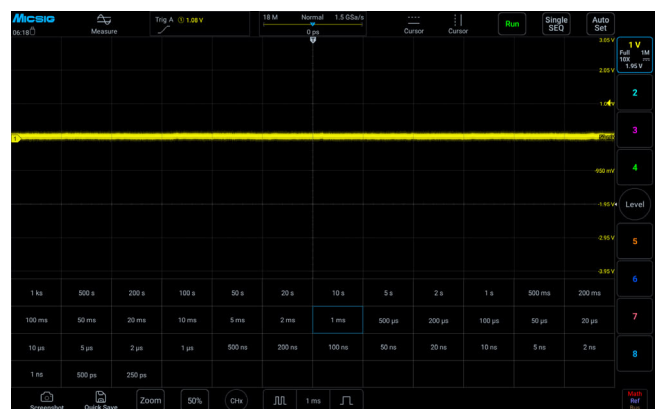 Micsig
06:18
Measure
Trig A ① 1.08 V
18 M Normal 1.5 GSa/s
0 ps
Cursor
Cursor
Run
Single SEQ
Auto Set
3.05 V
2.05 V
-950 mV
-1.95 V
-2.95 V
-3.95 V
1 V
Full 1M
10X
1.95 V
2
3
4
Level
5
6
7
8
T
1
1 ks 500 s 200 s 100 s 50 s 20 s 10 s 5 s 2 s 1 s 500 ms 200 ms
100 ms 50 ms 20 ms 10 ms 5 ms 2 ms 1 ms 500 μs 200 μs 100 μs 50 μs 20 μs
10 μs 5 μs 2 μs 1 μs 500 ns 200 ns 100 ns 50 ns 20 ns 10 ns 5 ns 2 ns
1 ns 500 ps 250 ps
Screenshot
Quick Save
Zoom
50%
CHx
1 ms
Math
Ref
Bus